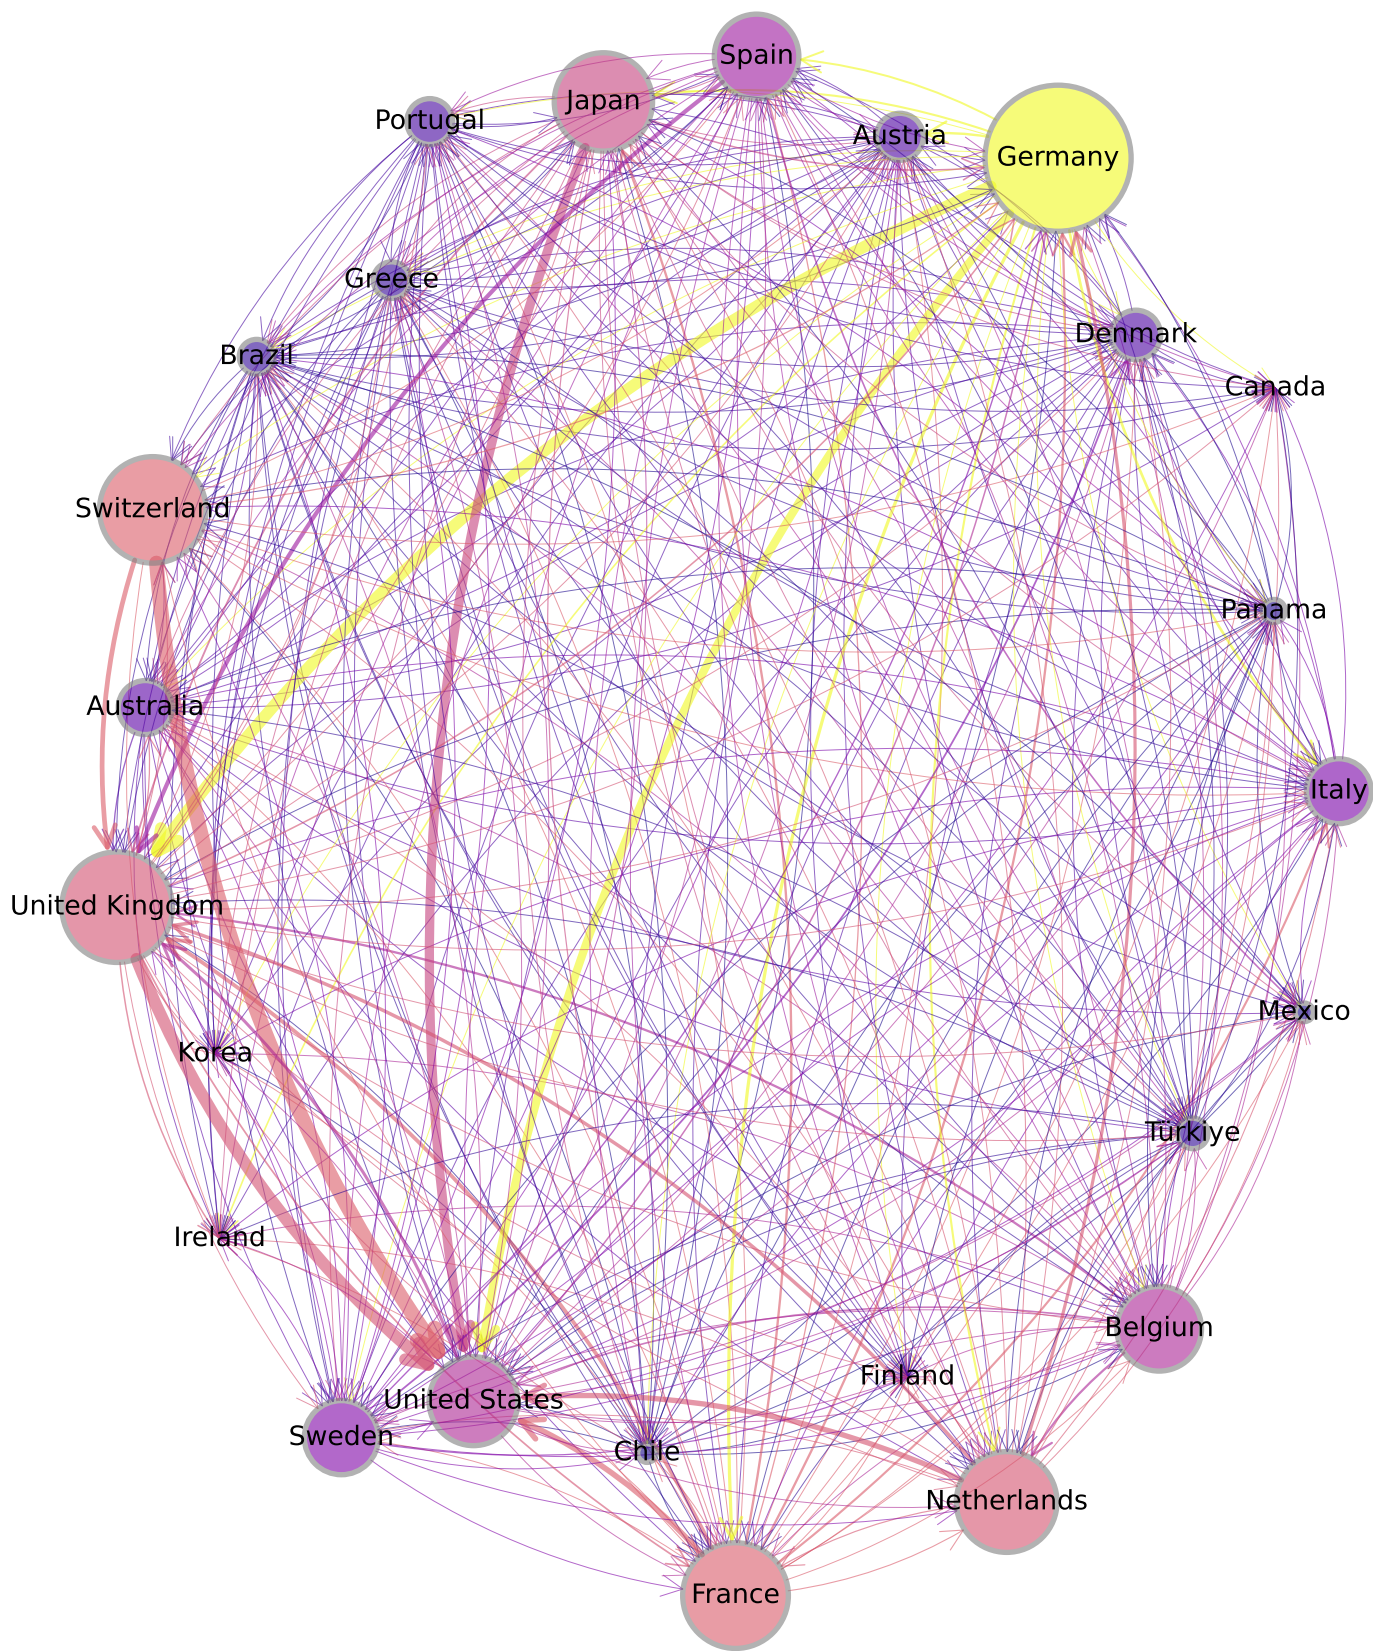 Spain
Japan
Portugal
Austria
Germany
Greece
Denmark
Brazil
Canada
Switzerland
Panama
Australia
Italy
United Kingdom
Mexico
Korea
Türkiye
Ireland
Belgium
Finland
United States
Sweden
Chile
Netherlands
France